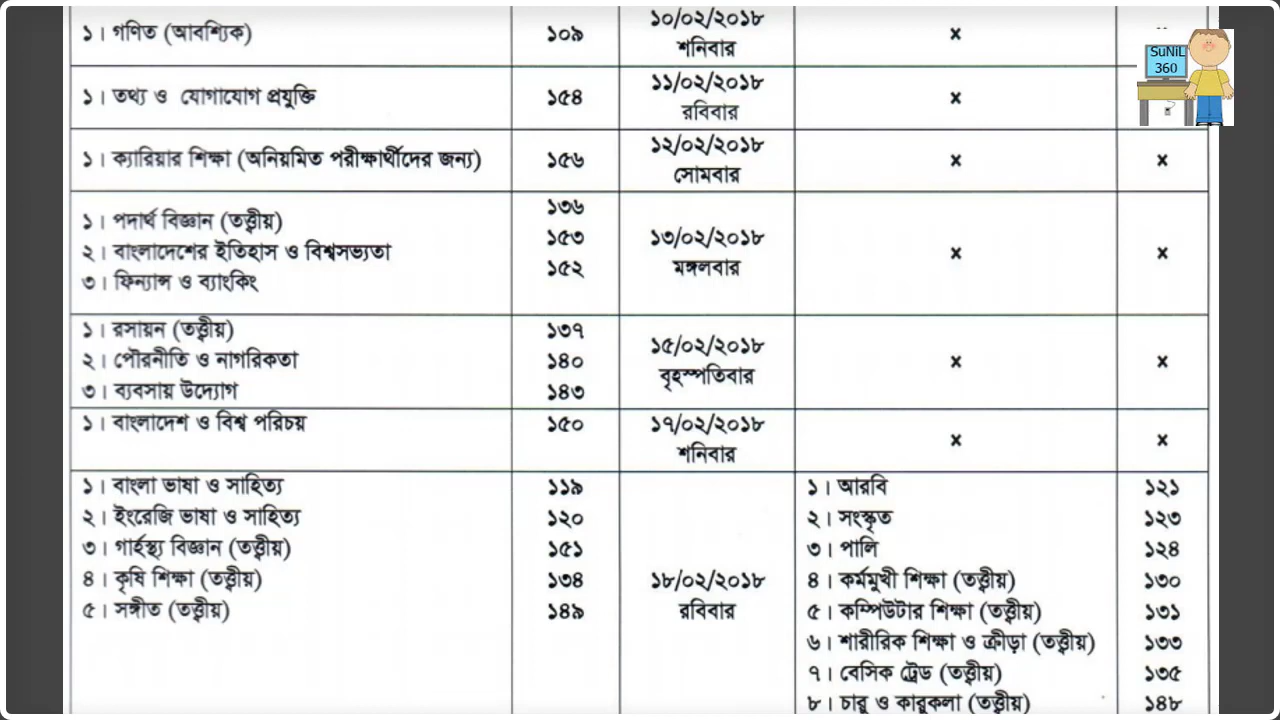 ১। গণিত (আবশ্যিক) ১০৯ ১০/০২/২০১৮ x
শনিবার
১। তথ্য ও যোগাযোগ প্রযুক্তি ১৫৪ ১১/০২/২০১৮ x
রবিবার
১। ক্যারিয়ার শিক্ষা (অনিয়মিত পরীক্ষার্থীদের জন্য) ১৫৬ ১২/০২/২০১৮ x x
সোমবার
১। পদার্থ বিজ্ঞান (তত্ত্বীয়) ১৩৬
২। বাংলাদেশের ইতিহাস ও বিশ্বসভ্যতা ১৫৩ ১৩/০২/২০১৮ x x
৩। ফিন্যান্স ও ব্যাংকিং ১৫২ মঙ্গলবার
১। রসায়ন (তত্ত্বীয়) ১৩৭
২। পৌরনীতি ও নাগরিকতা ১৪০ ১৫/০২/২০১৮ x x
৩। ব্যবসায় উদ্যোগ ১৪৩ বৃহস্পতিবার
১। বাংলাদেশ ও বিশ্ব পরিচয় ১৫০ ১৭/০২/২০১৮ x x
শনিবার
১। বাংলা ভাষা ও সাহিত্য ১১৯ ১। আরবি ১২১
২। ইংরেজি ভাষা ও সাহিত্য ১২০ ২। সংস্কৃত ১২৩
৩। গার্হস্থ্য বিজ্ঞান (তত্ত্বীয়) ১৫১ ৩। পালি ১২৪
৪। কৃষি শিক্ষা (তত্ত্বীয়) ১৩৪ ১৮/০২/২০১৮ ৪। কর্মমুখী শিক্ষা (তত্ত্বীয়) ১৩০
৫। সঙ্গীত (তত্ত্বীয়) ১৪৯ রবিবার ৫। কম্পিউটার শিক্ষা (তত্ত্বীয়) ১৩১
৬। শারীরিক শিক্ষা ও ক্রীড়া (তত্ত্বীয়) ১৩৩
৭। বেসিক ট্রেড (তত্ত্বীয়) ১৩৫
৮। চারু ও কারুকলা (তত্ত্বীয়) ১৪৮
SuNiL
360